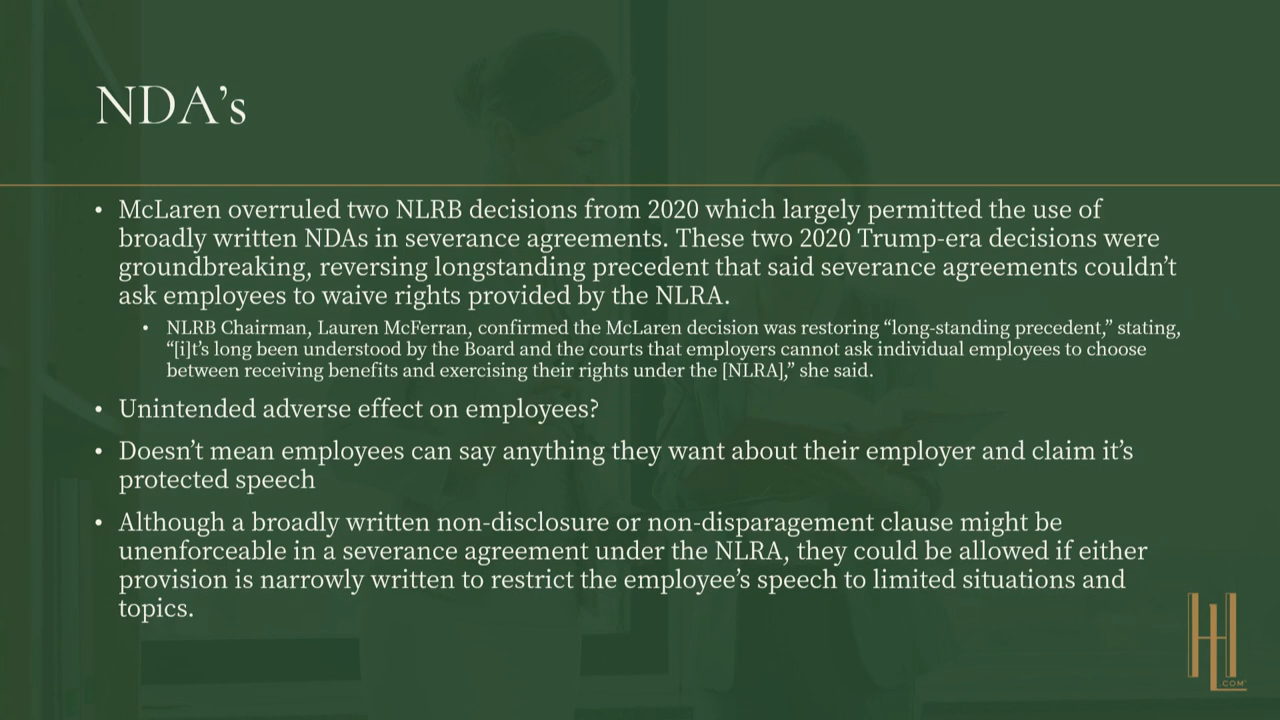 NDA’s
• McLaren overruled two NLRB decisions from 2020 which largely permitted the use of
broadly written NDAs in severance agreements. These two 2020 Trump-era decisions were
groundbreaking, reversing longstanding precedent that said severance agreements couldn’t
ask employees to waive rights provided by the NLRA.
• NLRB Chairman, Lauren McFerran, confirmed the McLaren decision was restoring “long-standing precedent,” stating,
“[i]t’s long been understood by the Board and the courts that employers cannot ask individual employees to choose
between receiving benefits and exercising their rights under the [NLRA],” she said.
• Unintended adverse effect on employees?
• Doesn’t mean employees can say anything they want about their employer and claim it’s
protected speech
• Although a broadly written non-disclosure or non-disparagement clause might be
unenforceable in a severance agreement under the NLRA, they could be allowed if either
provision is narrowly written to restrict the employee’s speech to limited situations and
topics.
HL
.COM